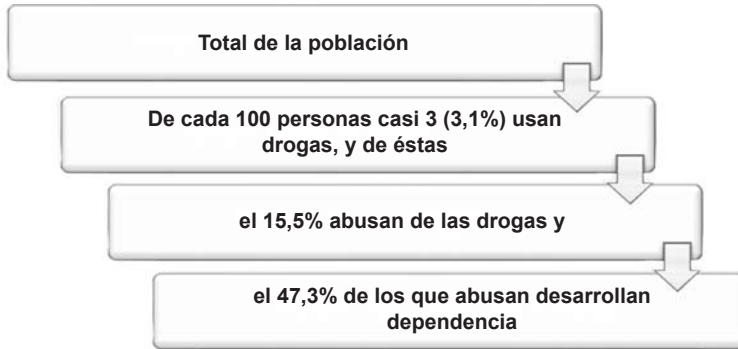 Total de la población
De cada 100 personas casi 3 (3,1%) usan
drogas, y de éstas
el 15,5% abusan de las drogas y
el 47,3% de los que abusan desarrollan
dependencia